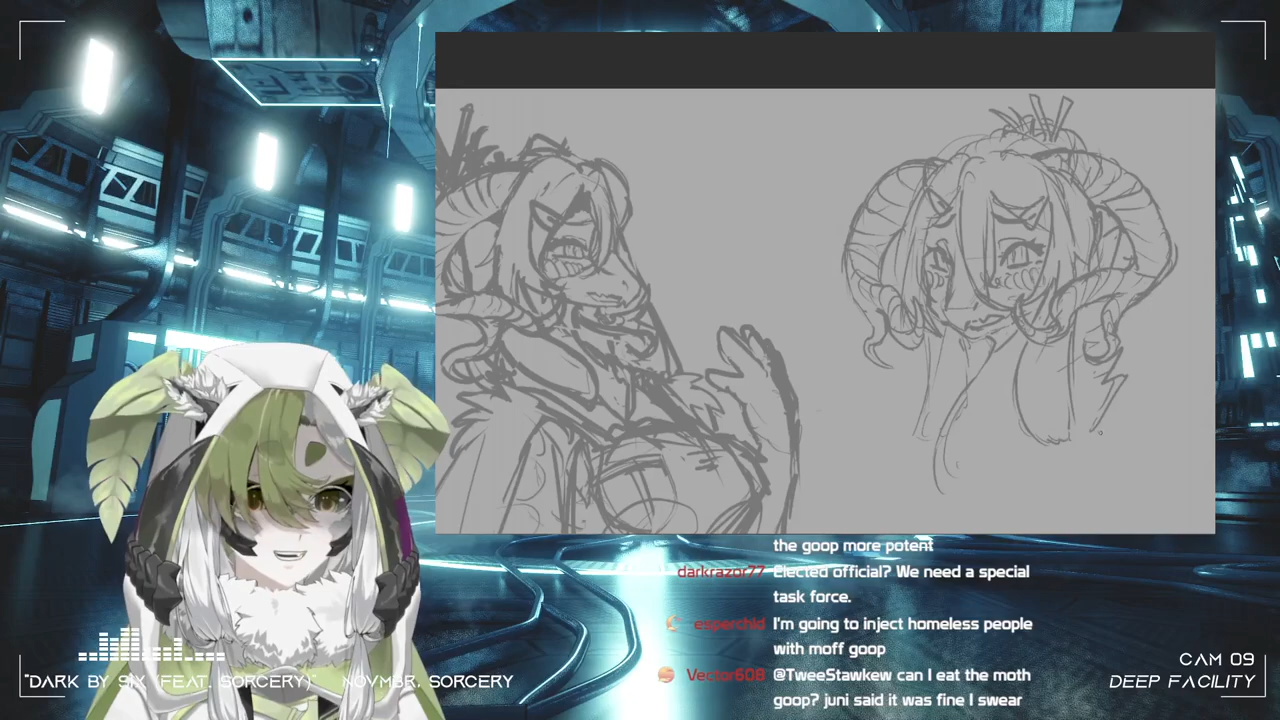 the goop more potent
darkrazor77 Elected official? We need a special
task force.
esperchld I'm going to inject homeless people
with moff goop
Vector608 @TweeStawkew can I eat the moth
goop? juni said it was fine I swear
"DARK BY SIX (FEAT. SORCERY)" NOVMBR, SORCERY
CAM 09
DEEP FACILITY